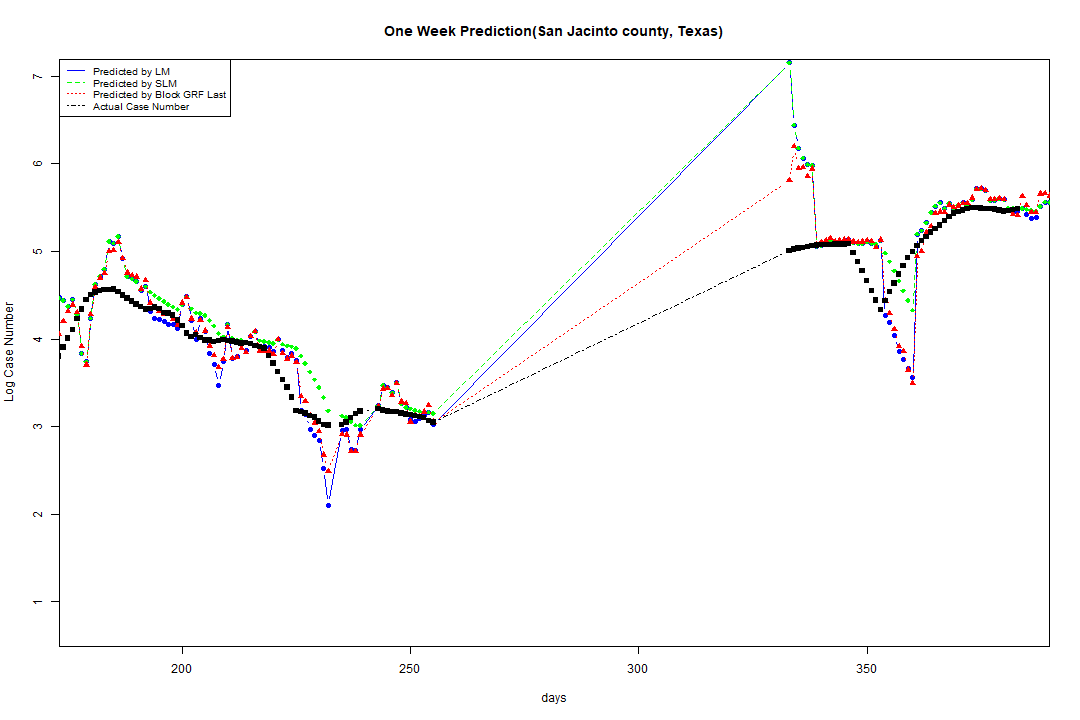 One Week Prediction(San Jacinto county, Texas)
Predicted by LM
Predicted by SLM
Predicted by Block GRF Last
Actual Case Number
Log Case Number
7
6
5
4
3
2
1
200
250
300
350
days